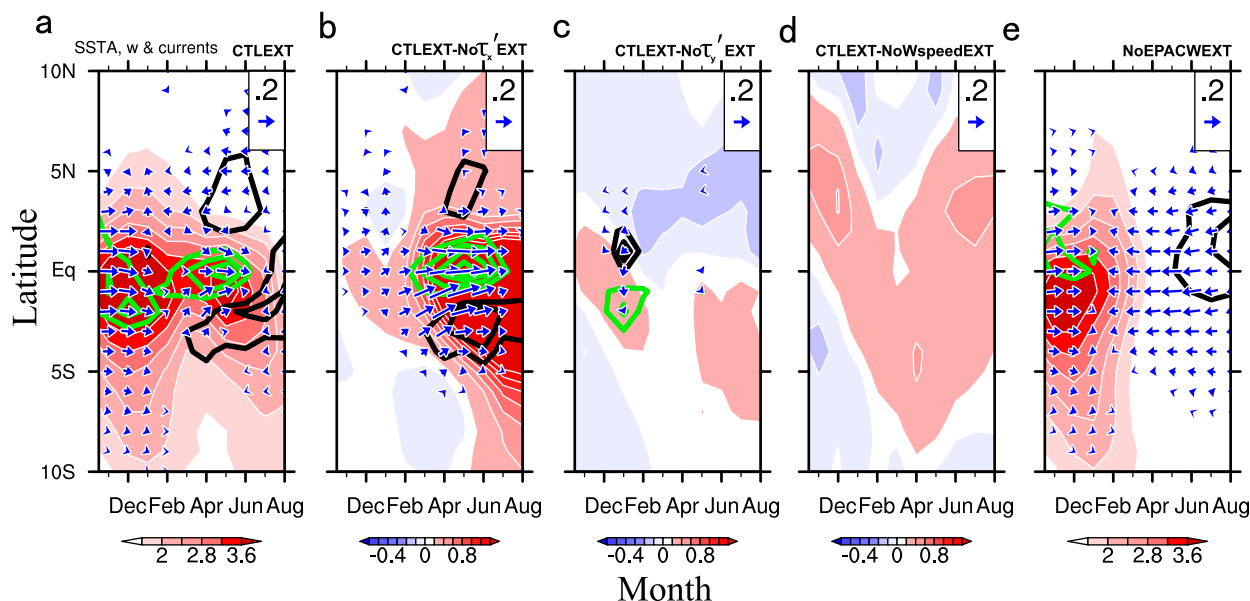 a b c d e
SSTA, w & currents CTLEXT CTLEXT-Noτx′EXT CTLEXT-Noτy′EXT CTLEXT-NoWspeedEXT NoEPACWEXT
10N .2 .2 .2 .2 .2
5N
Eq
5S
10S
Latitude
Dec Feb Apr Jun Aug Dec Feb Apr Jun Aug Dec Feb Apr Jun Aug Dec Feb Apr Jun Aug Dec Feb Apr Jun Aug
2 2.8 3.6 -0.4 0 0.8 -0.4 0 0.8 -0.4 0 0.8 2 2.8 3.6
Month